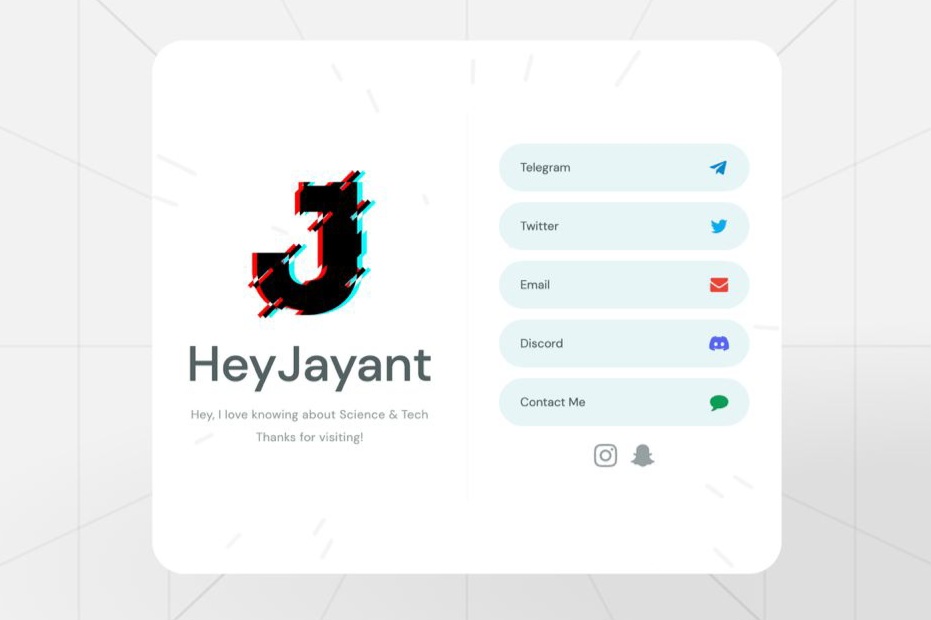 J
HeyJayant
Hey, I love knowing about Science & Tech
Thanks for visiting!
Telegram
Twitter
Email
Discord
Contact Me